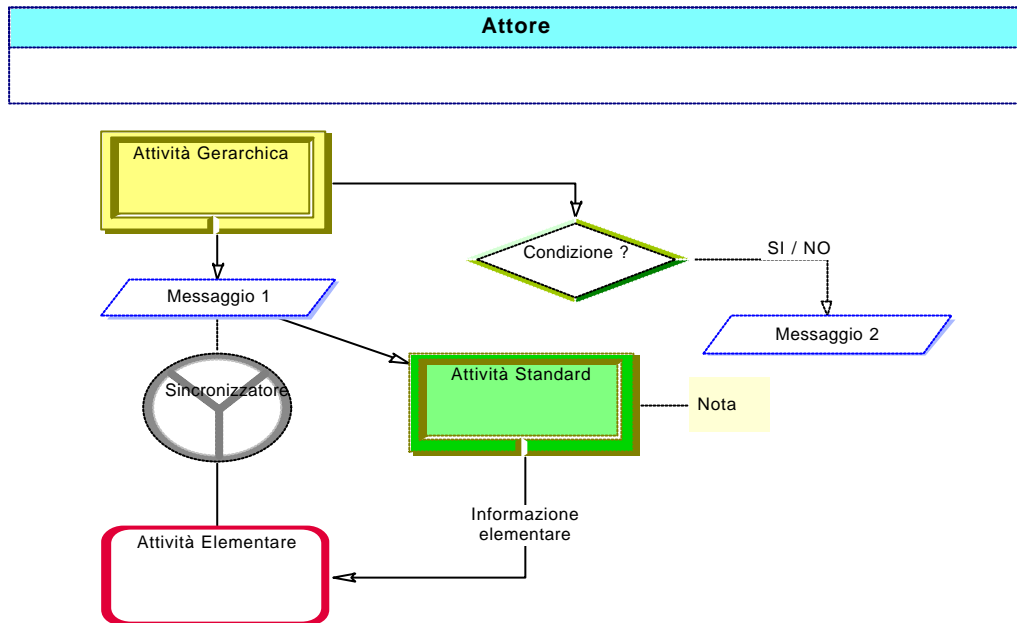 Attore
Attività Gerarchica
Condizione ?
SI / NO
Messaggio 1
Messaggio 2
Attività Standard
Sincronizzatore
Nota
Informazione
elementare
Attività Elementare